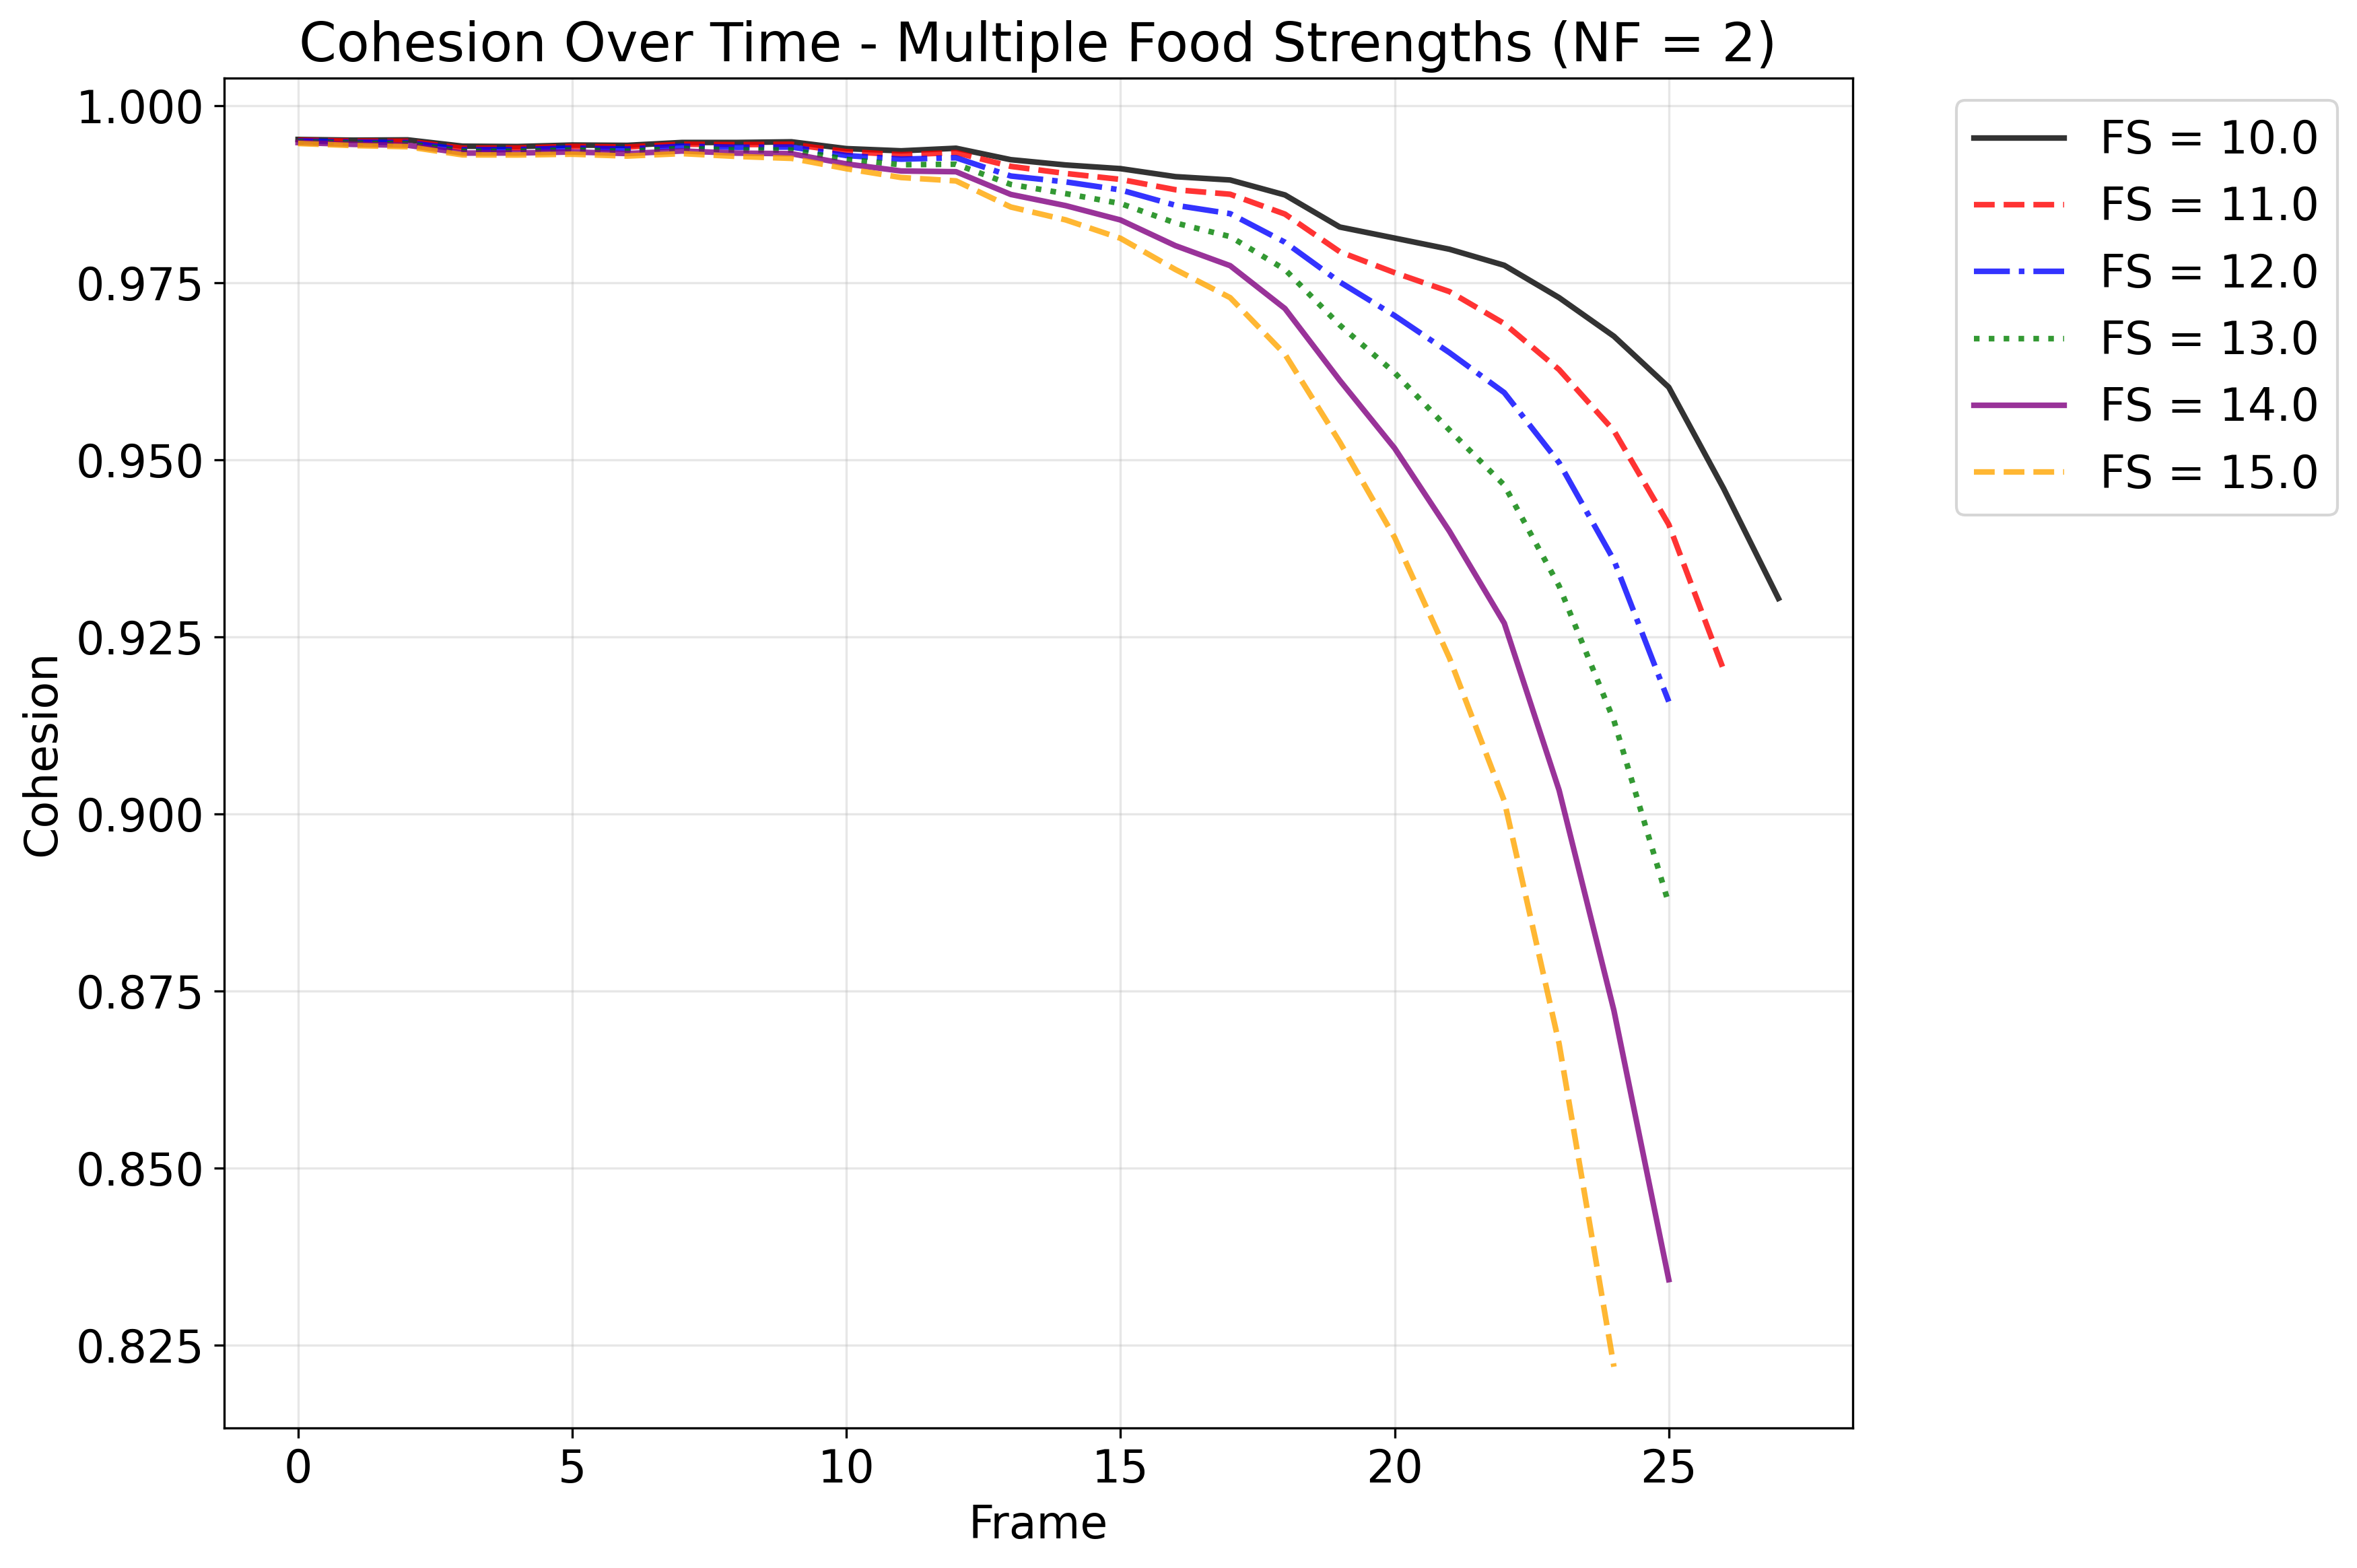 Cohesion Over Time - Multiple Food Strengths (NF = 2)
1.000
0.975
0.950
0.925
0.900
0.875
0.850
0.825
Cohesion
0 5 10 15 20 25
Frame
FS = 10.0
FS = 11.0
FS = 12.0
FS = 13.0
FS = 14.0
FS = 15.0